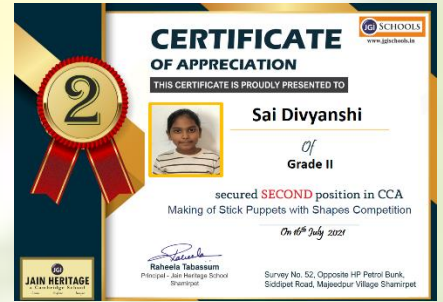 CERTIFICATE
OF APPRECIATION
JGI SCHOOLS
www.jgischools.in
THIS CERTIFICATE IS PROUDLY PRESENTED TO
2
Sai Divyanshi
Of
Grade II
secured SECOND position in CCA
Making of Stick Puppets with Shapes Competition
On 16th July 2021
Raheela Tabassum
Principal - Jain Heritage School
Shamirpet
Survey No. 52, Opposite HP Petrol Bunk,
Siddipet Road, Majeedpur Village Shamirpet
JGI
JAIN HERITAGE
a Cambridge School